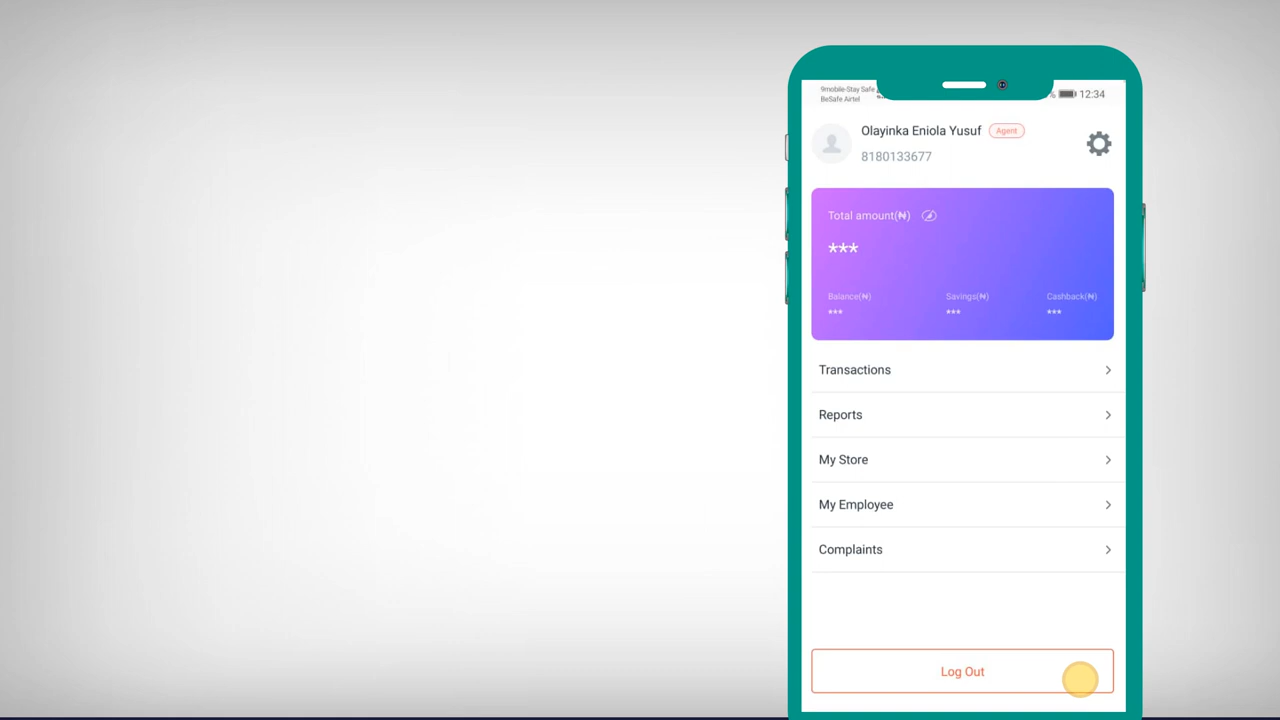 9mobile-Stay Safe
BeSafe Airtel
% 12:34
Olayinka Eniola Yusuf Agent
8180133677
Total amount(₦)
***
Balance(₦) Savings(₦) Cashback(₦)
*** *** ***
Transactions
Reports
My Store
My Employee
Complaints
Log Out